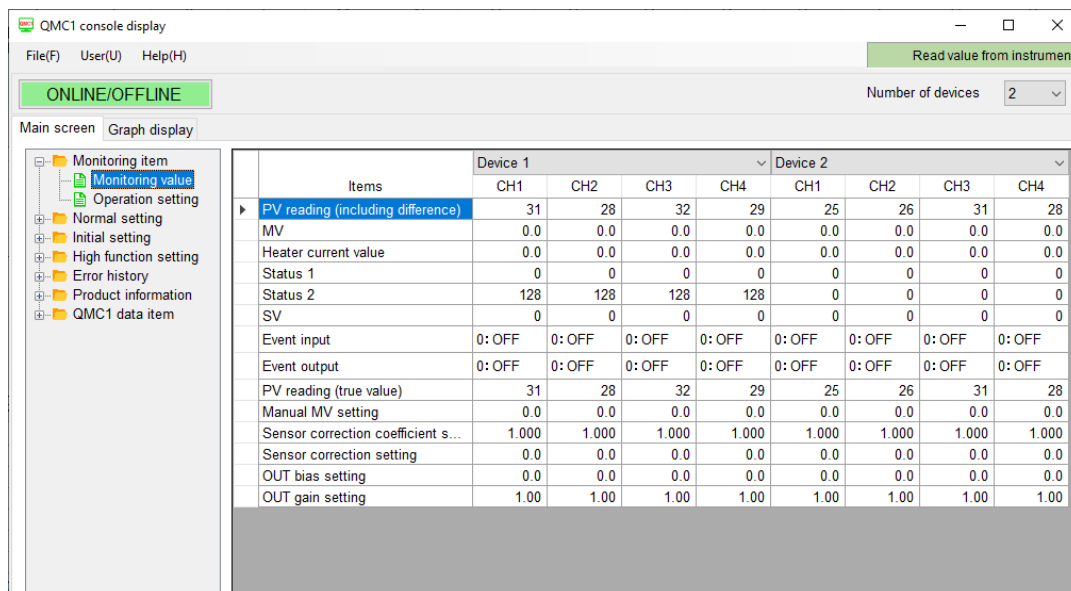 QMC1 console display
File(F) User(U) Help(H) Read value from instrumen
ONLINE/OFFLINE Number of devices 2
Main screen Graph display
Monitoring item
Monitoring value
Operation setting
Normal setting
Initial setting
High function setting
Error history
Product information
QMC1 data item
Device 1 Device 2
Items CH1 CH2 CH3 CH4 CH1 CH2 CH3 CH4
PV reading (including difference) 31 28 32 29 25 26 31 28
MV 0.0 0.0 0.0 0.0 0.0 0.0 0.0 0.0
Heater current value 0.0 0.0 0.0 0.0 0.0 0.0 0.0 0.0
Status 1 0 0 0 0 0 0 0 0
Status 2 128 128 128 128 0 0 0 0
SV 0 0 0 0 0 0 0 0
Event input 0: OFF 0: OFF 0: OFF 0: OFF 0: OFF 0: OFF 0: OFF 0: OFF
Event output 0: OFF 0: OFF 0: OFF 0: OFF 0: OFF 0: OFF 0: OFF 0: OFF
PV reading (true value) 31 28 32 29 25 26 31 28
Manual MV setting 0.0 0.0 0.0 0.0 0.0 0.0 0.0 0.0
Sensor correction coefficient s... 1.000 1.000 1.000 1.000 1.000 1.000 1.000 1.000
Sensor correction setting 0.0 0.0 0.0 0.0 0.0 0.0 0.0 0.0
OUT bias setting 0.0 0.0 0.0 0.0 0.0 0.0 0.0 0.0
OUT gain setting 1.00 1.00 1.00 1.00 1.00 1.00 1.00 1.00